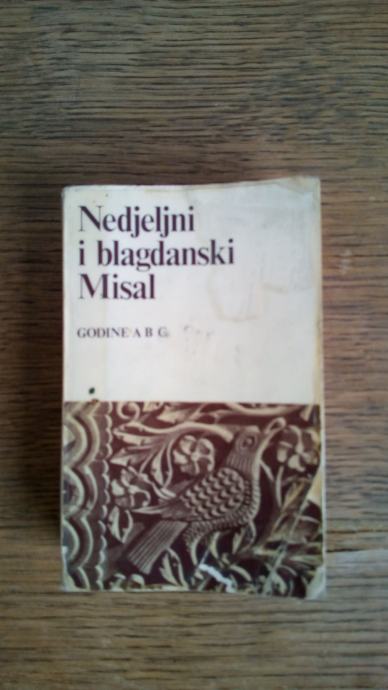 Nedjeljni
i blagdanski
Misal
GODINE A B C